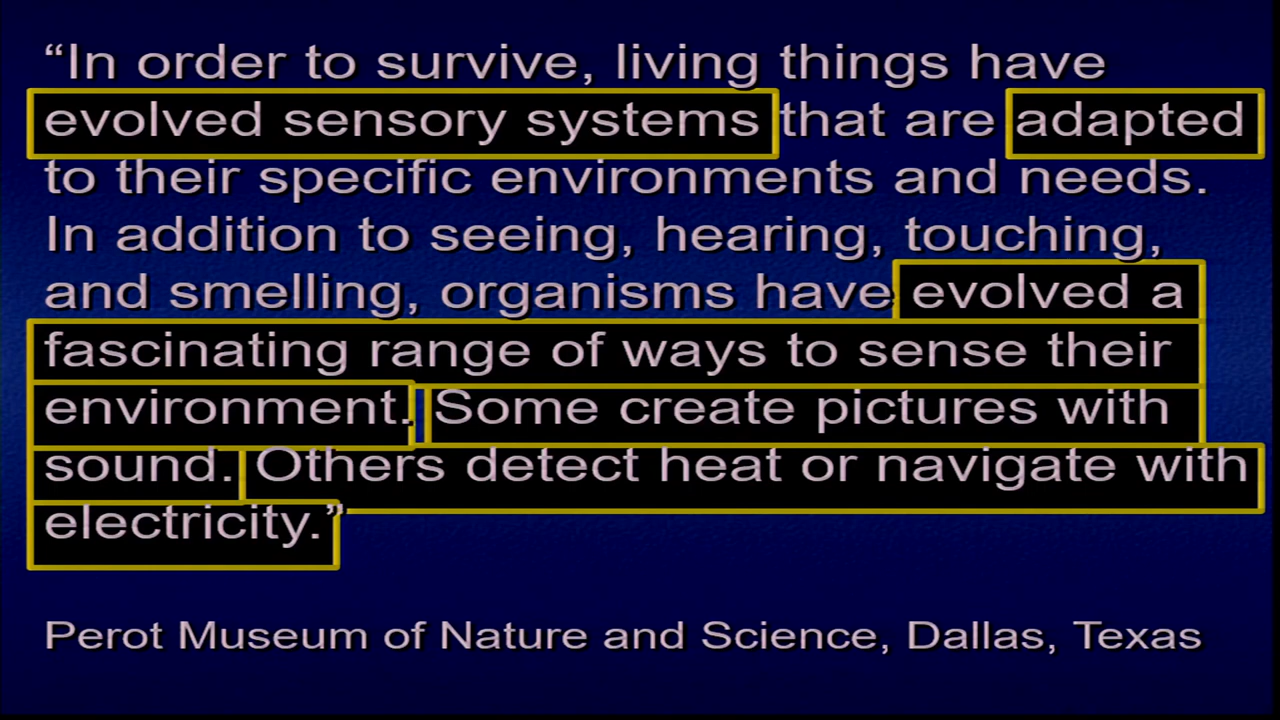 “In order to survive, living things have
evolved sensory systems that are adapted
to their specific environments and needs.
In addition to seeing, hearing, touching,
and smelling, organisms have evolved a
fascinating range of ways to sense their
environment. Some create pictures with
sound. Others detect heat or navigate with
electricity.”
Perot Museum of Nature and Science, Dallas, Texas